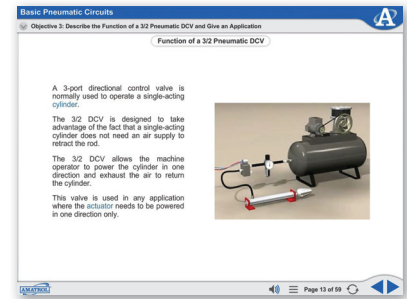 Basic Pneumatic Circuits
Objective 3: Describe the Function of a 3/2 Pneumatic DCV and Give an Application
Function of a 3/2 Pneumatic DCV
A 3-port directional control valve is
normally used to operate a single-acting
cylinder.
The 3/2 DCV is designed to take
advantage of the fact that a single-acting
cylinder does not need an air supply to
retract the rod.
The 3/2 DCV allows the machine
operator to power the cylinder in one
direction and exhaust the air to return
the cylinder.
This valve is used in any application
where the actuator needs to be powered
in one direction only.
AMATROL
Page 13 of 59